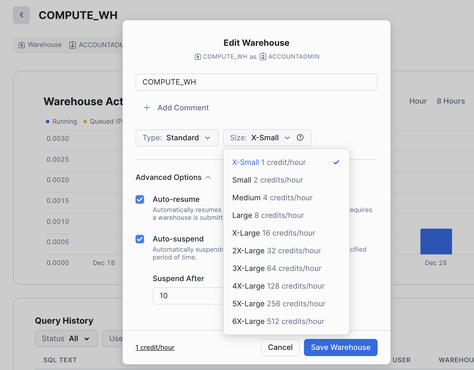 COMPUTE_WH
Warehouse
ACCOUNTADM
Edit Warehouse
COMPUTE_WH as ACCOUNTADMIN
COMPUTE_WH
Add Comment
Type: Standard
Size: X-Small
Warehouse Act
Hour 8 Hours
Running Queued (P
0.0030
0.0025
0.0020
0.0015
0.0010
0.0005
0.0000
Dec 18
Dec 28
Advanced Options
Auto-resume
Automatically resumes
requires
a warehouse is submitt
Auto-suspend
Automatically suspends
cified
period of time.
Suspend After
10
X-Small 1 credit/hour
Small 2 credits/hour
Medium 4 credits/hour
Large 8 credits/hour
X-Large 16 credits/hour
2X-Large 32 credits/hour
3X-Large 64 credits/hour
4X-Large 128 credits/hour
5X-Large 256 credits/hour
6X-Large 512 credits/hour
1 credit/hour
Cancel
Save Warehouse
Query History
Status All
Use
SQL TEXT
USER
WAREHOU